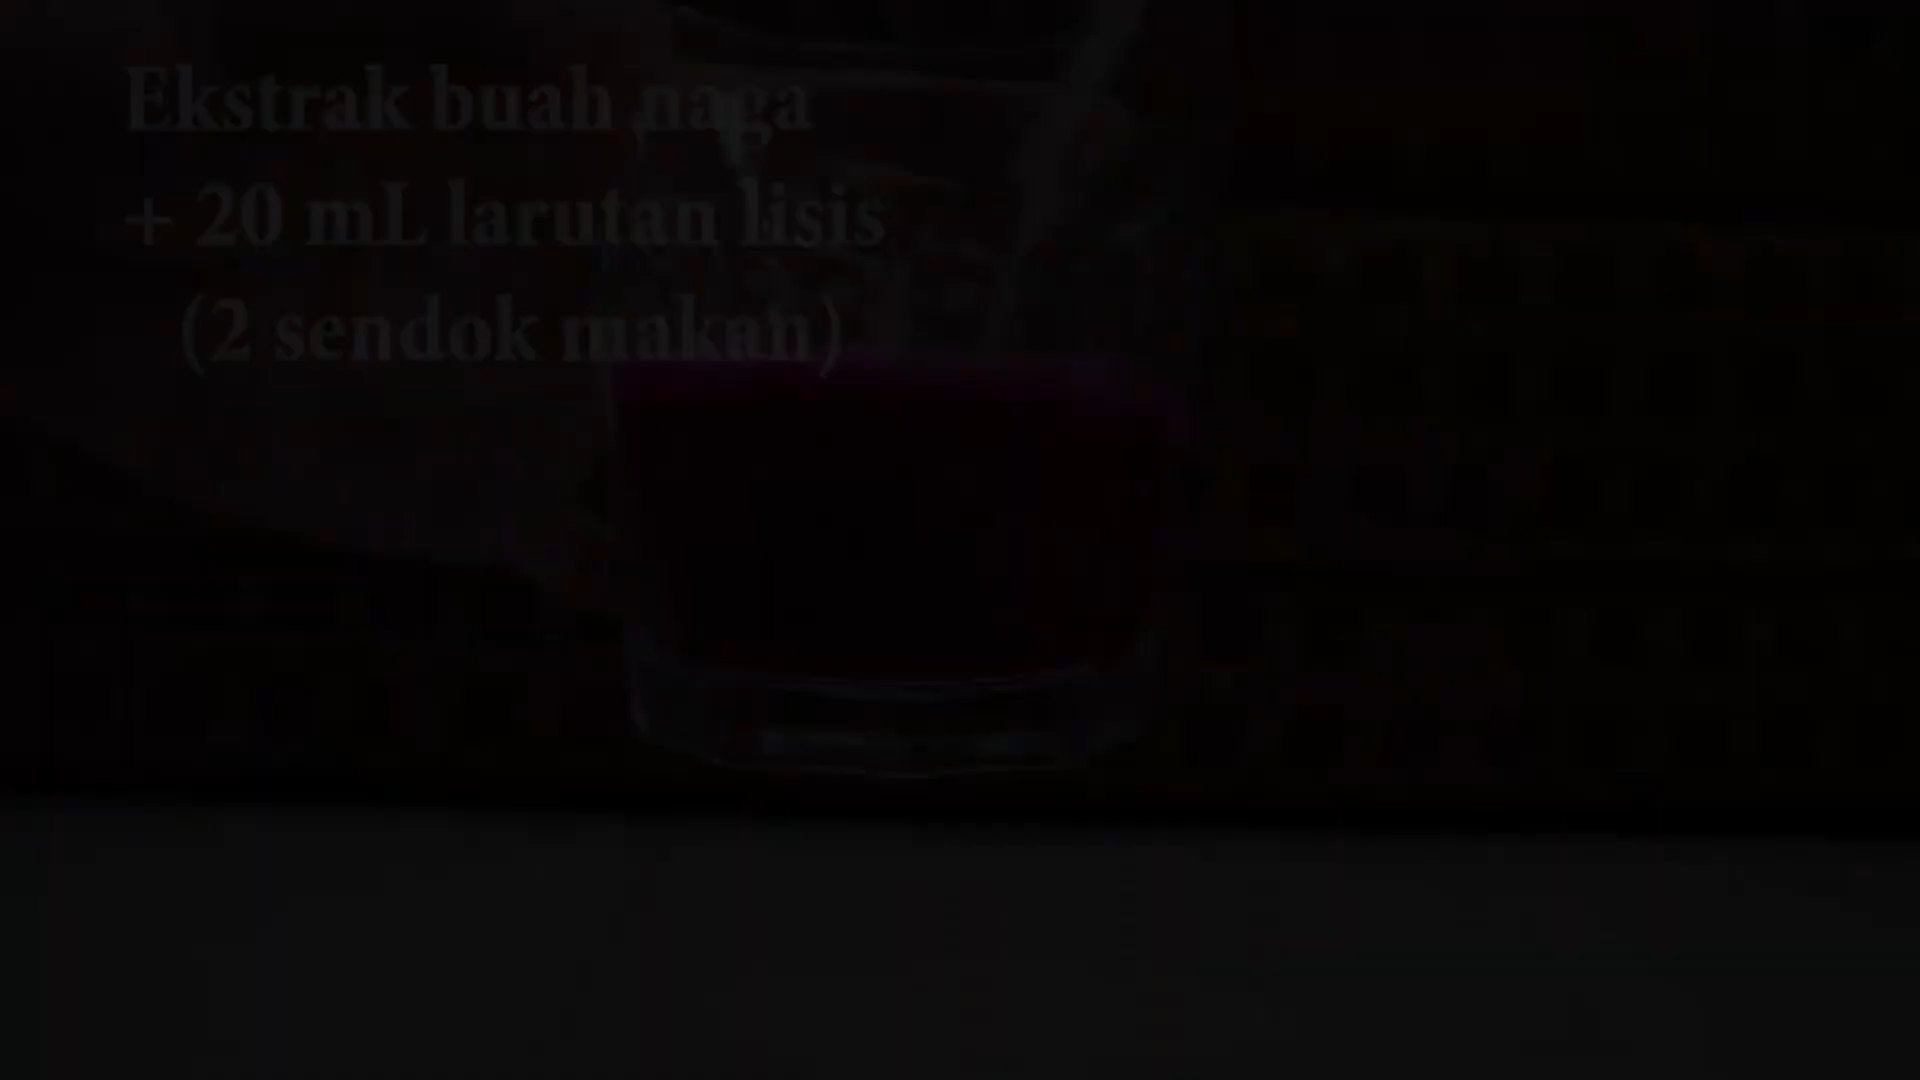 Ekstrak buah naga
+ 20 mL larutan lisis
(2 sendok makan)